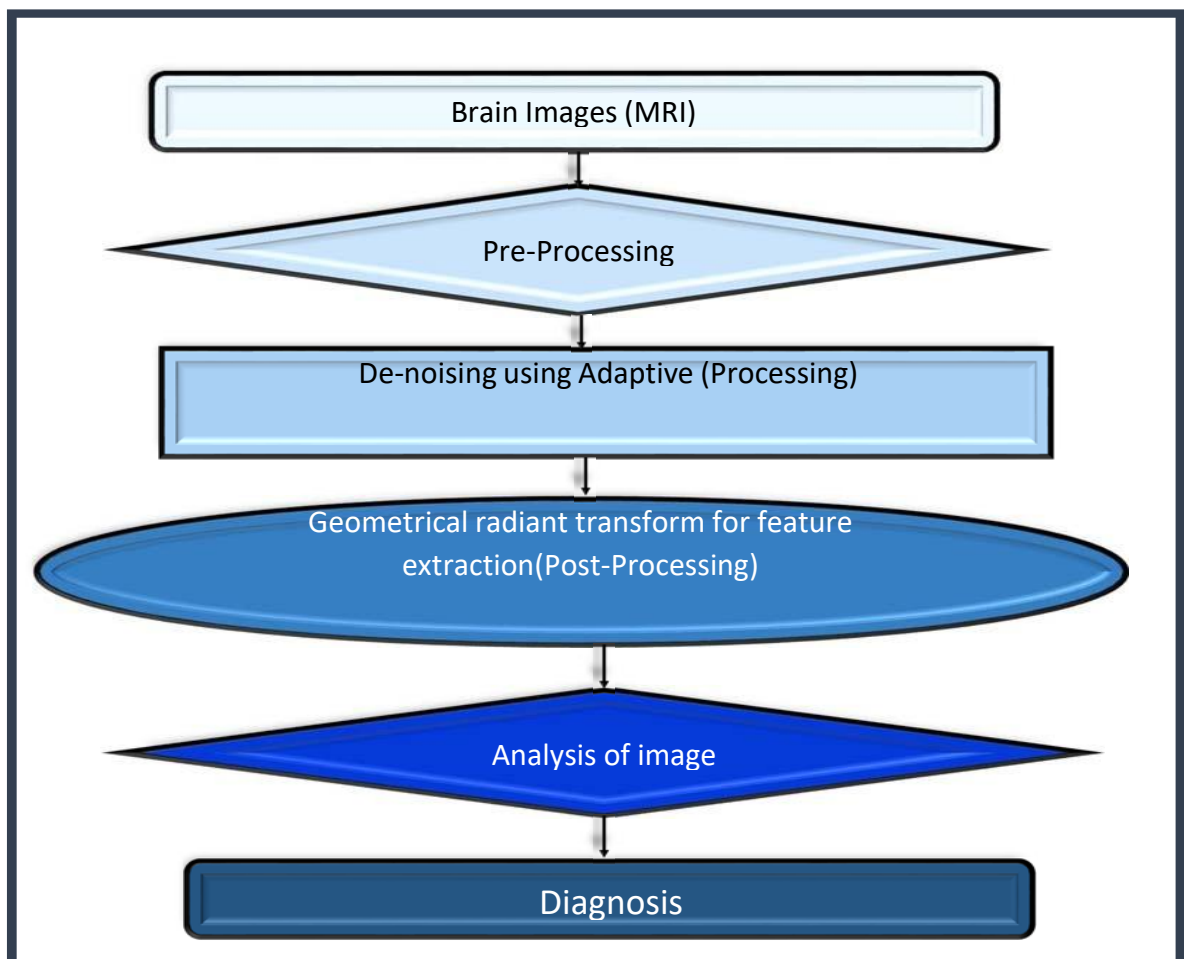 Brain Images (MRI)
Pre-Processing
De-noising using Adaptive (Processing)
Geometrical radiant transform for feature
extraction(Post-Processing)
Analysis of image
Diagnosis